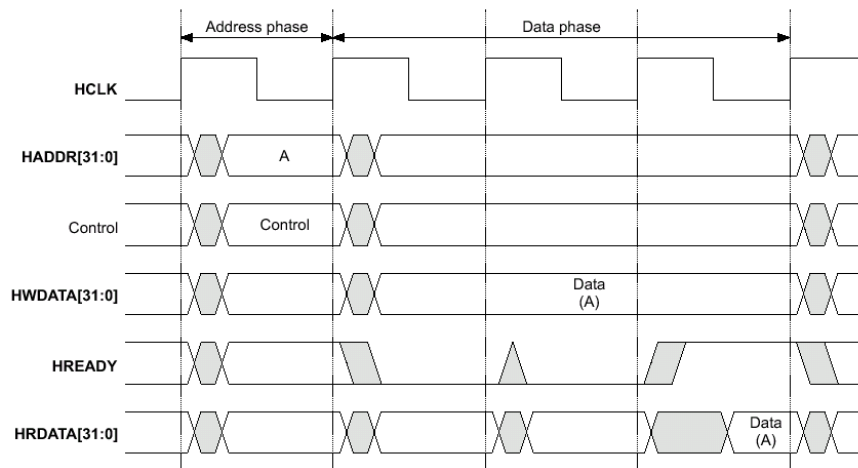 Address phase
Data phase
HCLK
HADDR[31:0]
A
Control
Control
HWDATA[31:0]
Data
(A)
HREADY
HRDATA[31:0]
Data
(A)